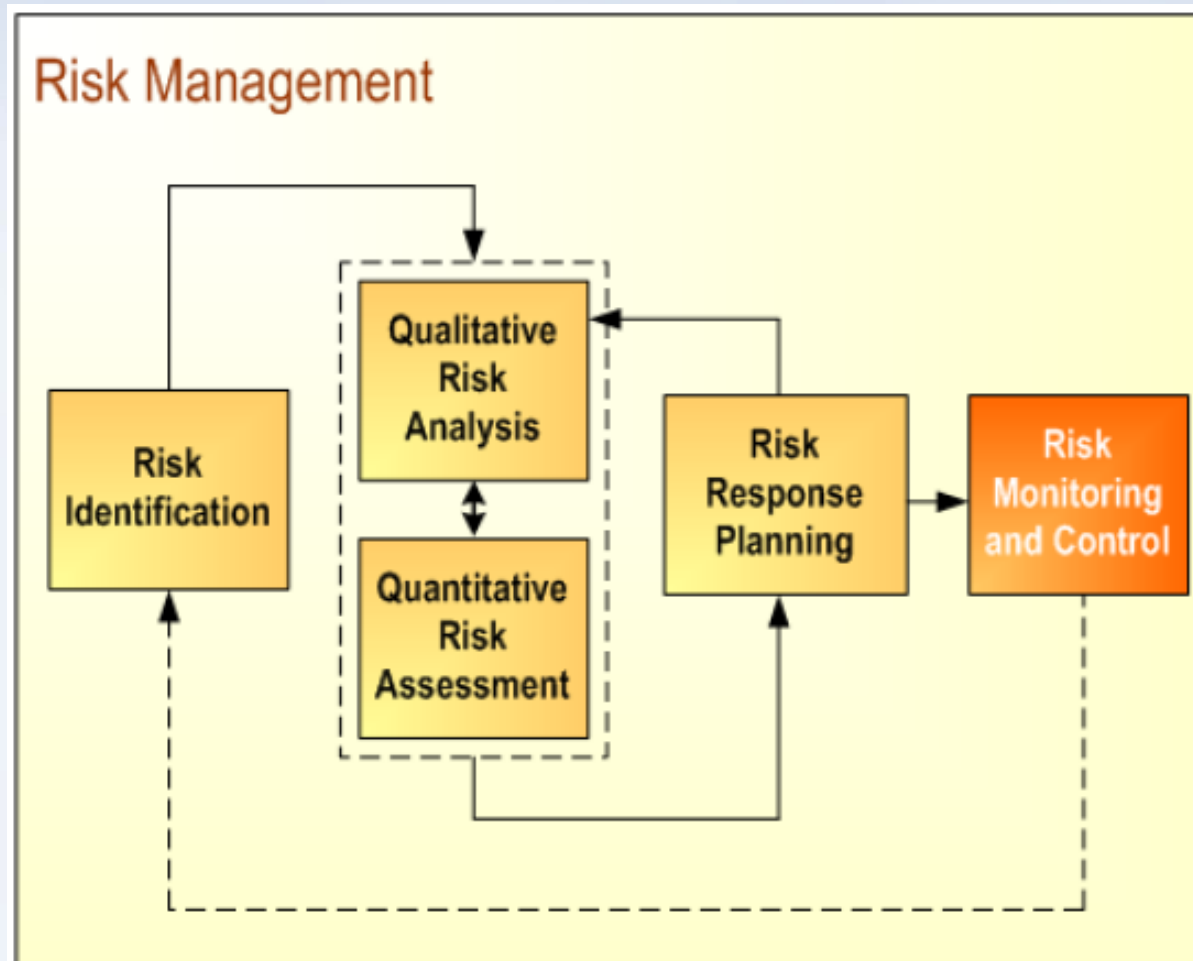 Risk Management
Qualitative
Risk
Analysis
Risk
Identification
Quantitative
Risk
Assessment
Risk
Response
Planning
Risk
Monitoring
and Control